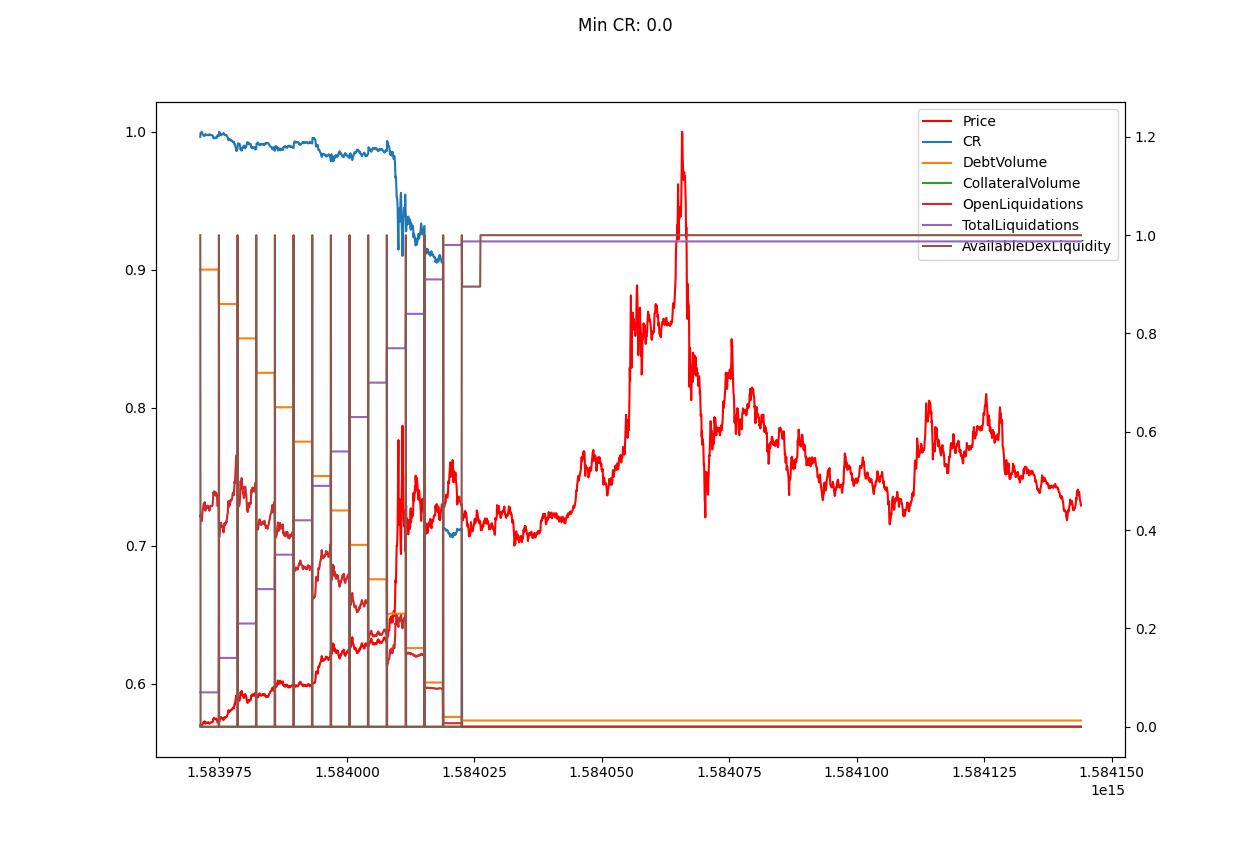 Min CR: 0.0
1.0
0.9
0.8
0.7
0.6
Price
CR
DebtVolume
CollateralVolume
OpenLiquidations
TotalLiquidations
AvailableDexLiquidity
1.2
1.0
0.8
0.6
0.4
0.2
0.0
1.583975 1.584000 1.584025 1.584050 1.584075 1.584100 1.584125 1.584150
1e15